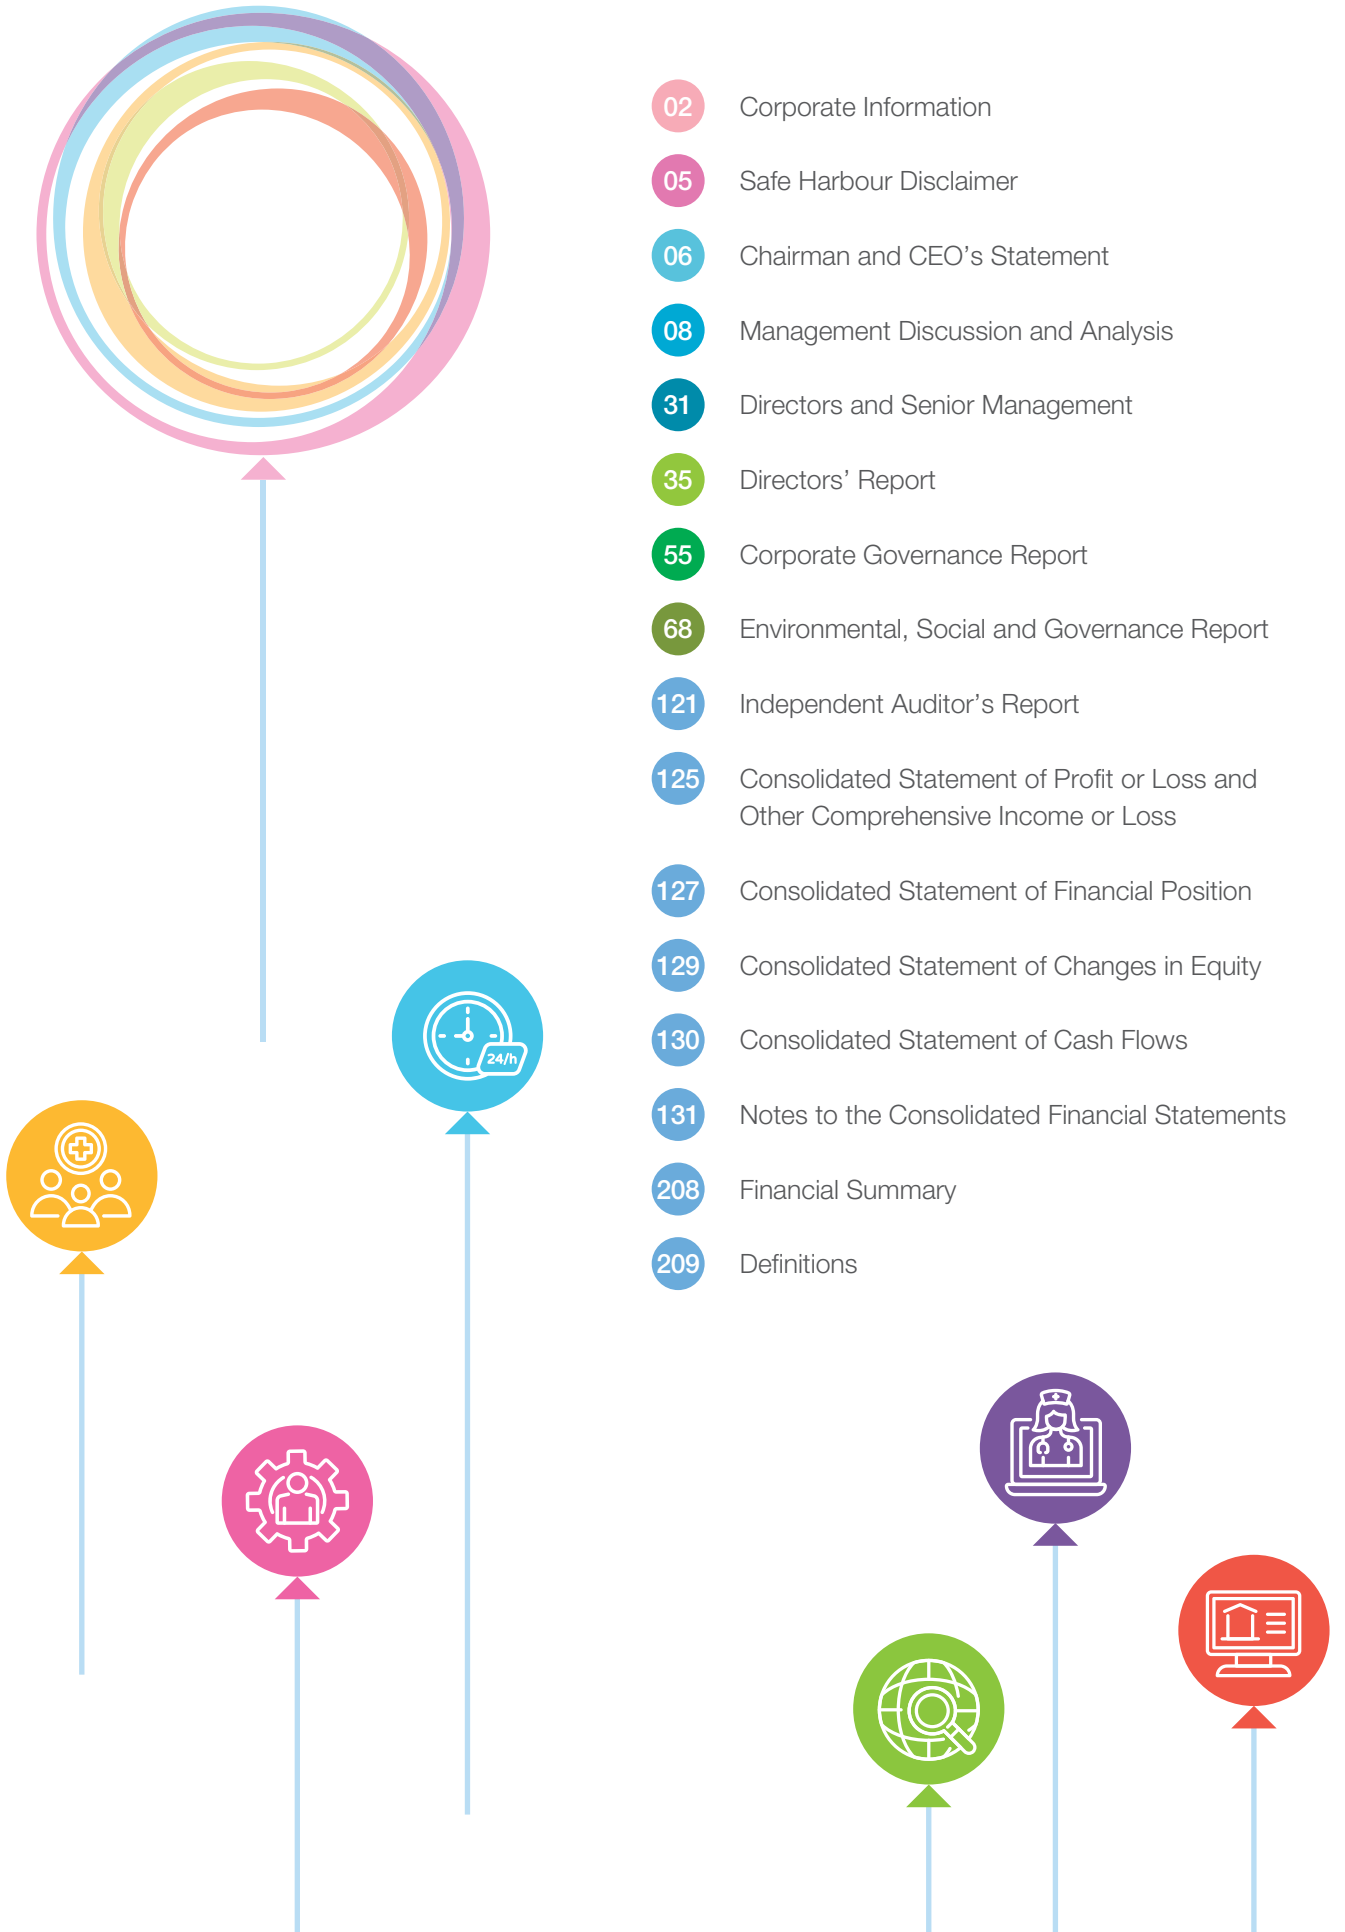 02 Corporate Information
05 Safe Harbour Disclaimer
06 Chairman and CEO’s Statement
08 Management Discussion and Analysis
31 Directors and Senior Management
35 Directors’ Report
55 Corporate Governance Report
68 Environmental, Social and Governance Report
121 Independent Auditor’s Report
125 Consolidated Statement of Profit or Loss and
Other Comprehensive Income or Loss
127 Consolidated Statement of Financial Position
129 Consolidated Statement of Changes in Equity
130 Consolidated Statement of Cash Flows
131 Notes to the Consolidated Financial Statements
208 Financial Summary
209 Definitions
24/h